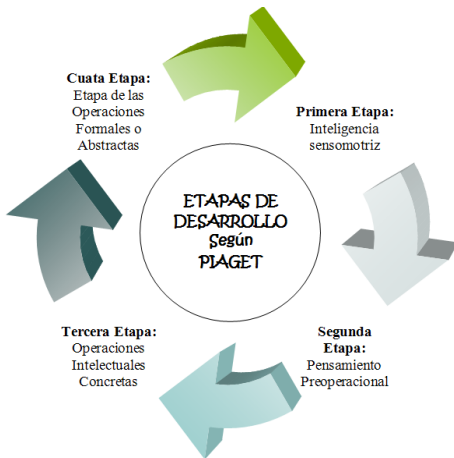 ETAPAS DE
DESARROLLO
Según
PIAGET
Primera Etapa:
Inteligencia
sensomotriz
Segunda
Etapa:
Pensamiento
Preoperacional
Tercera Etapa:
Operaciones
Intelectuales
Concretas
Cuata Etapa:
Etapa de las
Operaciones
Formales o
Abstractas